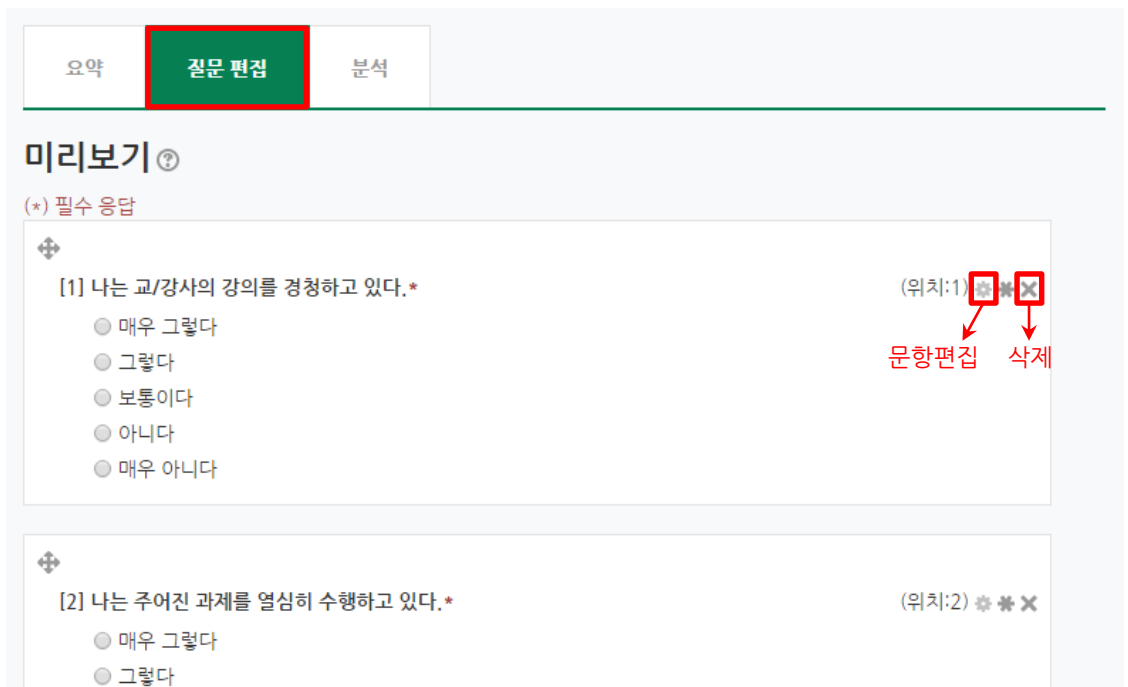 요약 질문 편집 분석
미리보기
(*) 필수 응답
[1] 나는 교/강사의 강의를 경청하고 있다.* (위치:1)
매우 그렇다
그렇다
문항편집 삭제
보통이다
아니다
매우 아니다
[2] 나는 주어진 과제를 열심히 수행하고 있다.* (위치:2)
매우 그렇다
그렇다